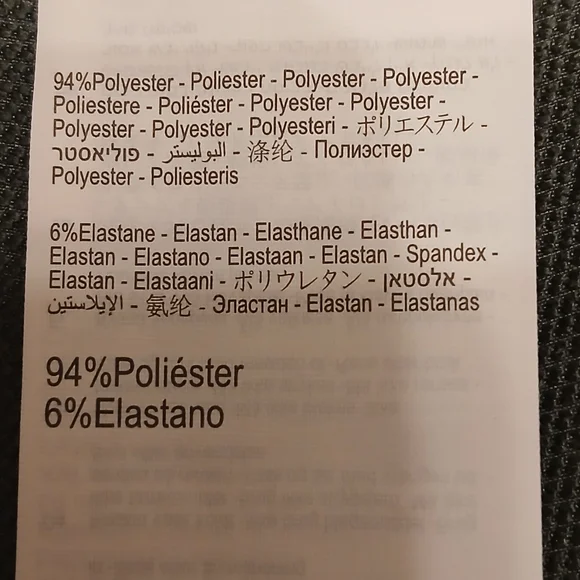 94%Polyester - Poliester - Polyester - Polyester -
Poliestere - Poliéster - Polyester - Polyester -
Polyester - Polyester - Polyesteri - ポリエステル -
פוליאסטר - البوليستر - 涤纶 - Полиэстер -
Polyester - Poliesteris
6%Elastane - Elastan - Elasthane - Elasthan -
Elastan - Elastano - Elastaan - Elastan - Spandex -
Elastan - Elastaani - ポリウレタン - אלסטאן -
الإيلاستين - 氨纶 - Эластан - Elastan - Elastanas
94%Poliéster
6%Elastano